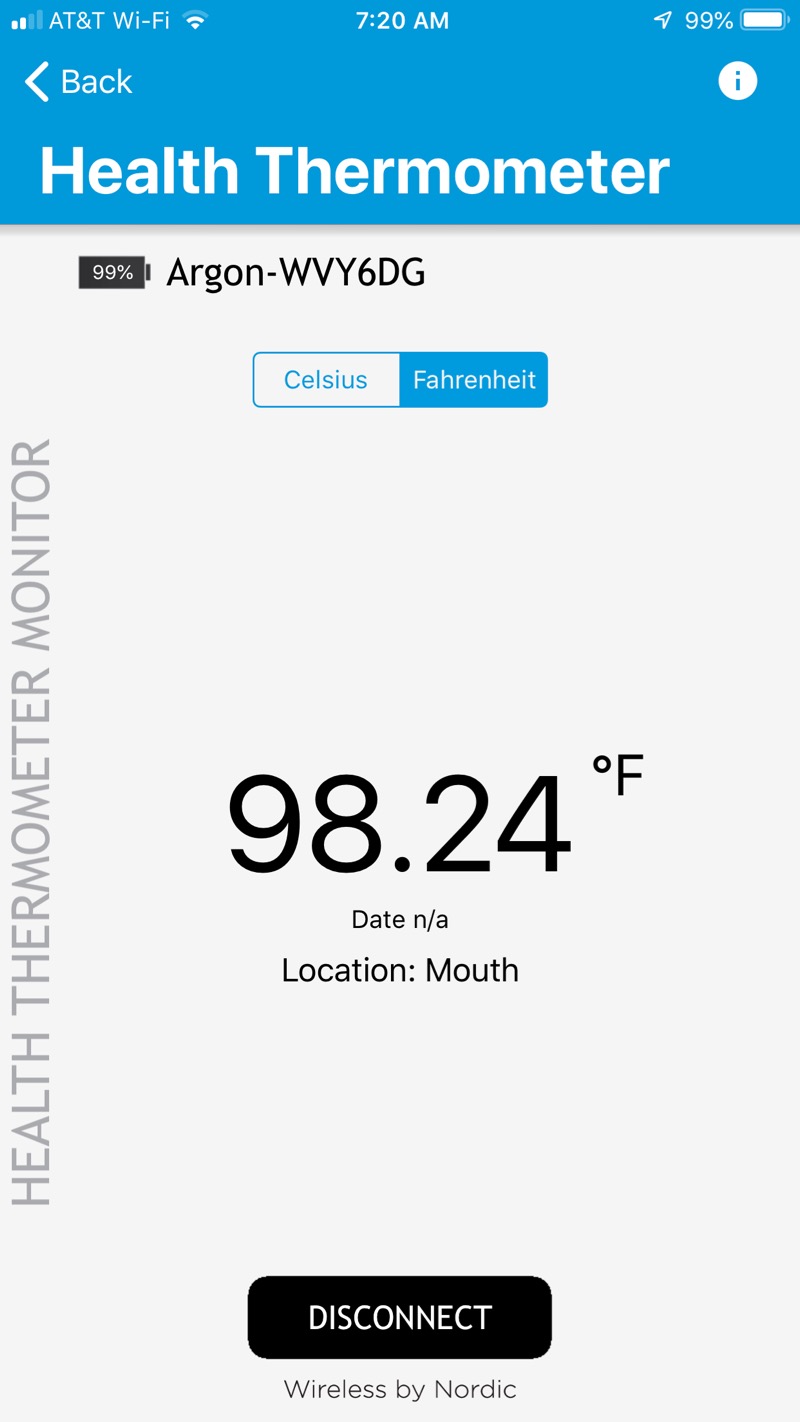 AT&T Wi-Fi 7:20 AM 99%
Back
Health Thermometer
99% Argon-WVY6DG
Celsius Fahrenheit
HEALTH THERMOMETER MONITOR
98.24 °F
Date n/a
Location: Mouth
DISCONNECT
Wireless by Nordic